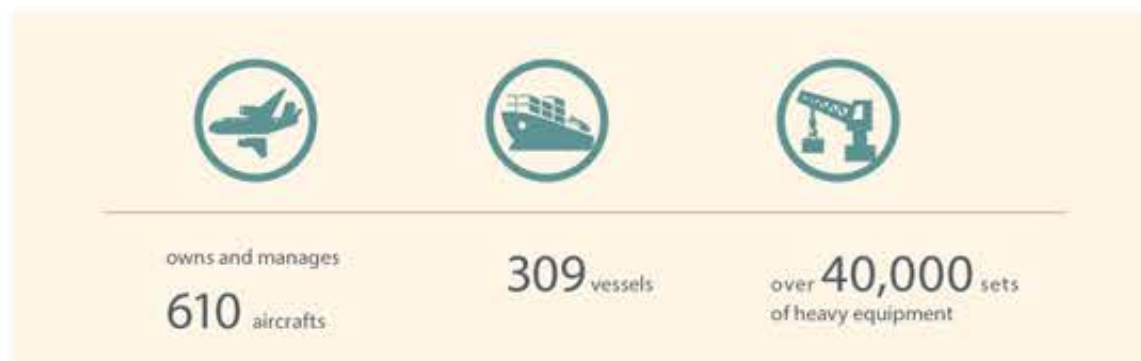 owns and manages
610 aircrafts
309 vessels
over 40,000 sets
of heavy equipment